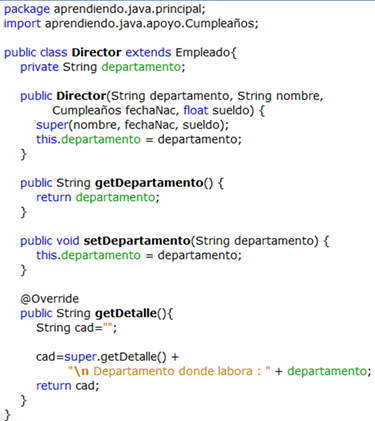 package aprendiendo.java.principal;
import aprendiendo.java.apoyo.Cumpleaños;
public class Director extends Empleado{
private String departamento;
public Director(String departamento, String nombre,
Cumpleaños fechaNac, float sueldo) {
super(nombre, fechaNac, sueldo);
this.departamento = departamento;
}
public String getDepartamento() {
return departamento;
}
public void setDepartamento(String departamento) {
this.departamento = departamento;
}
@Override
public String getDetalle(){
String cad="";
cad=super.getDetalle() +
"\n Departamento donde labora : " + departamento;
return cad;
}
}